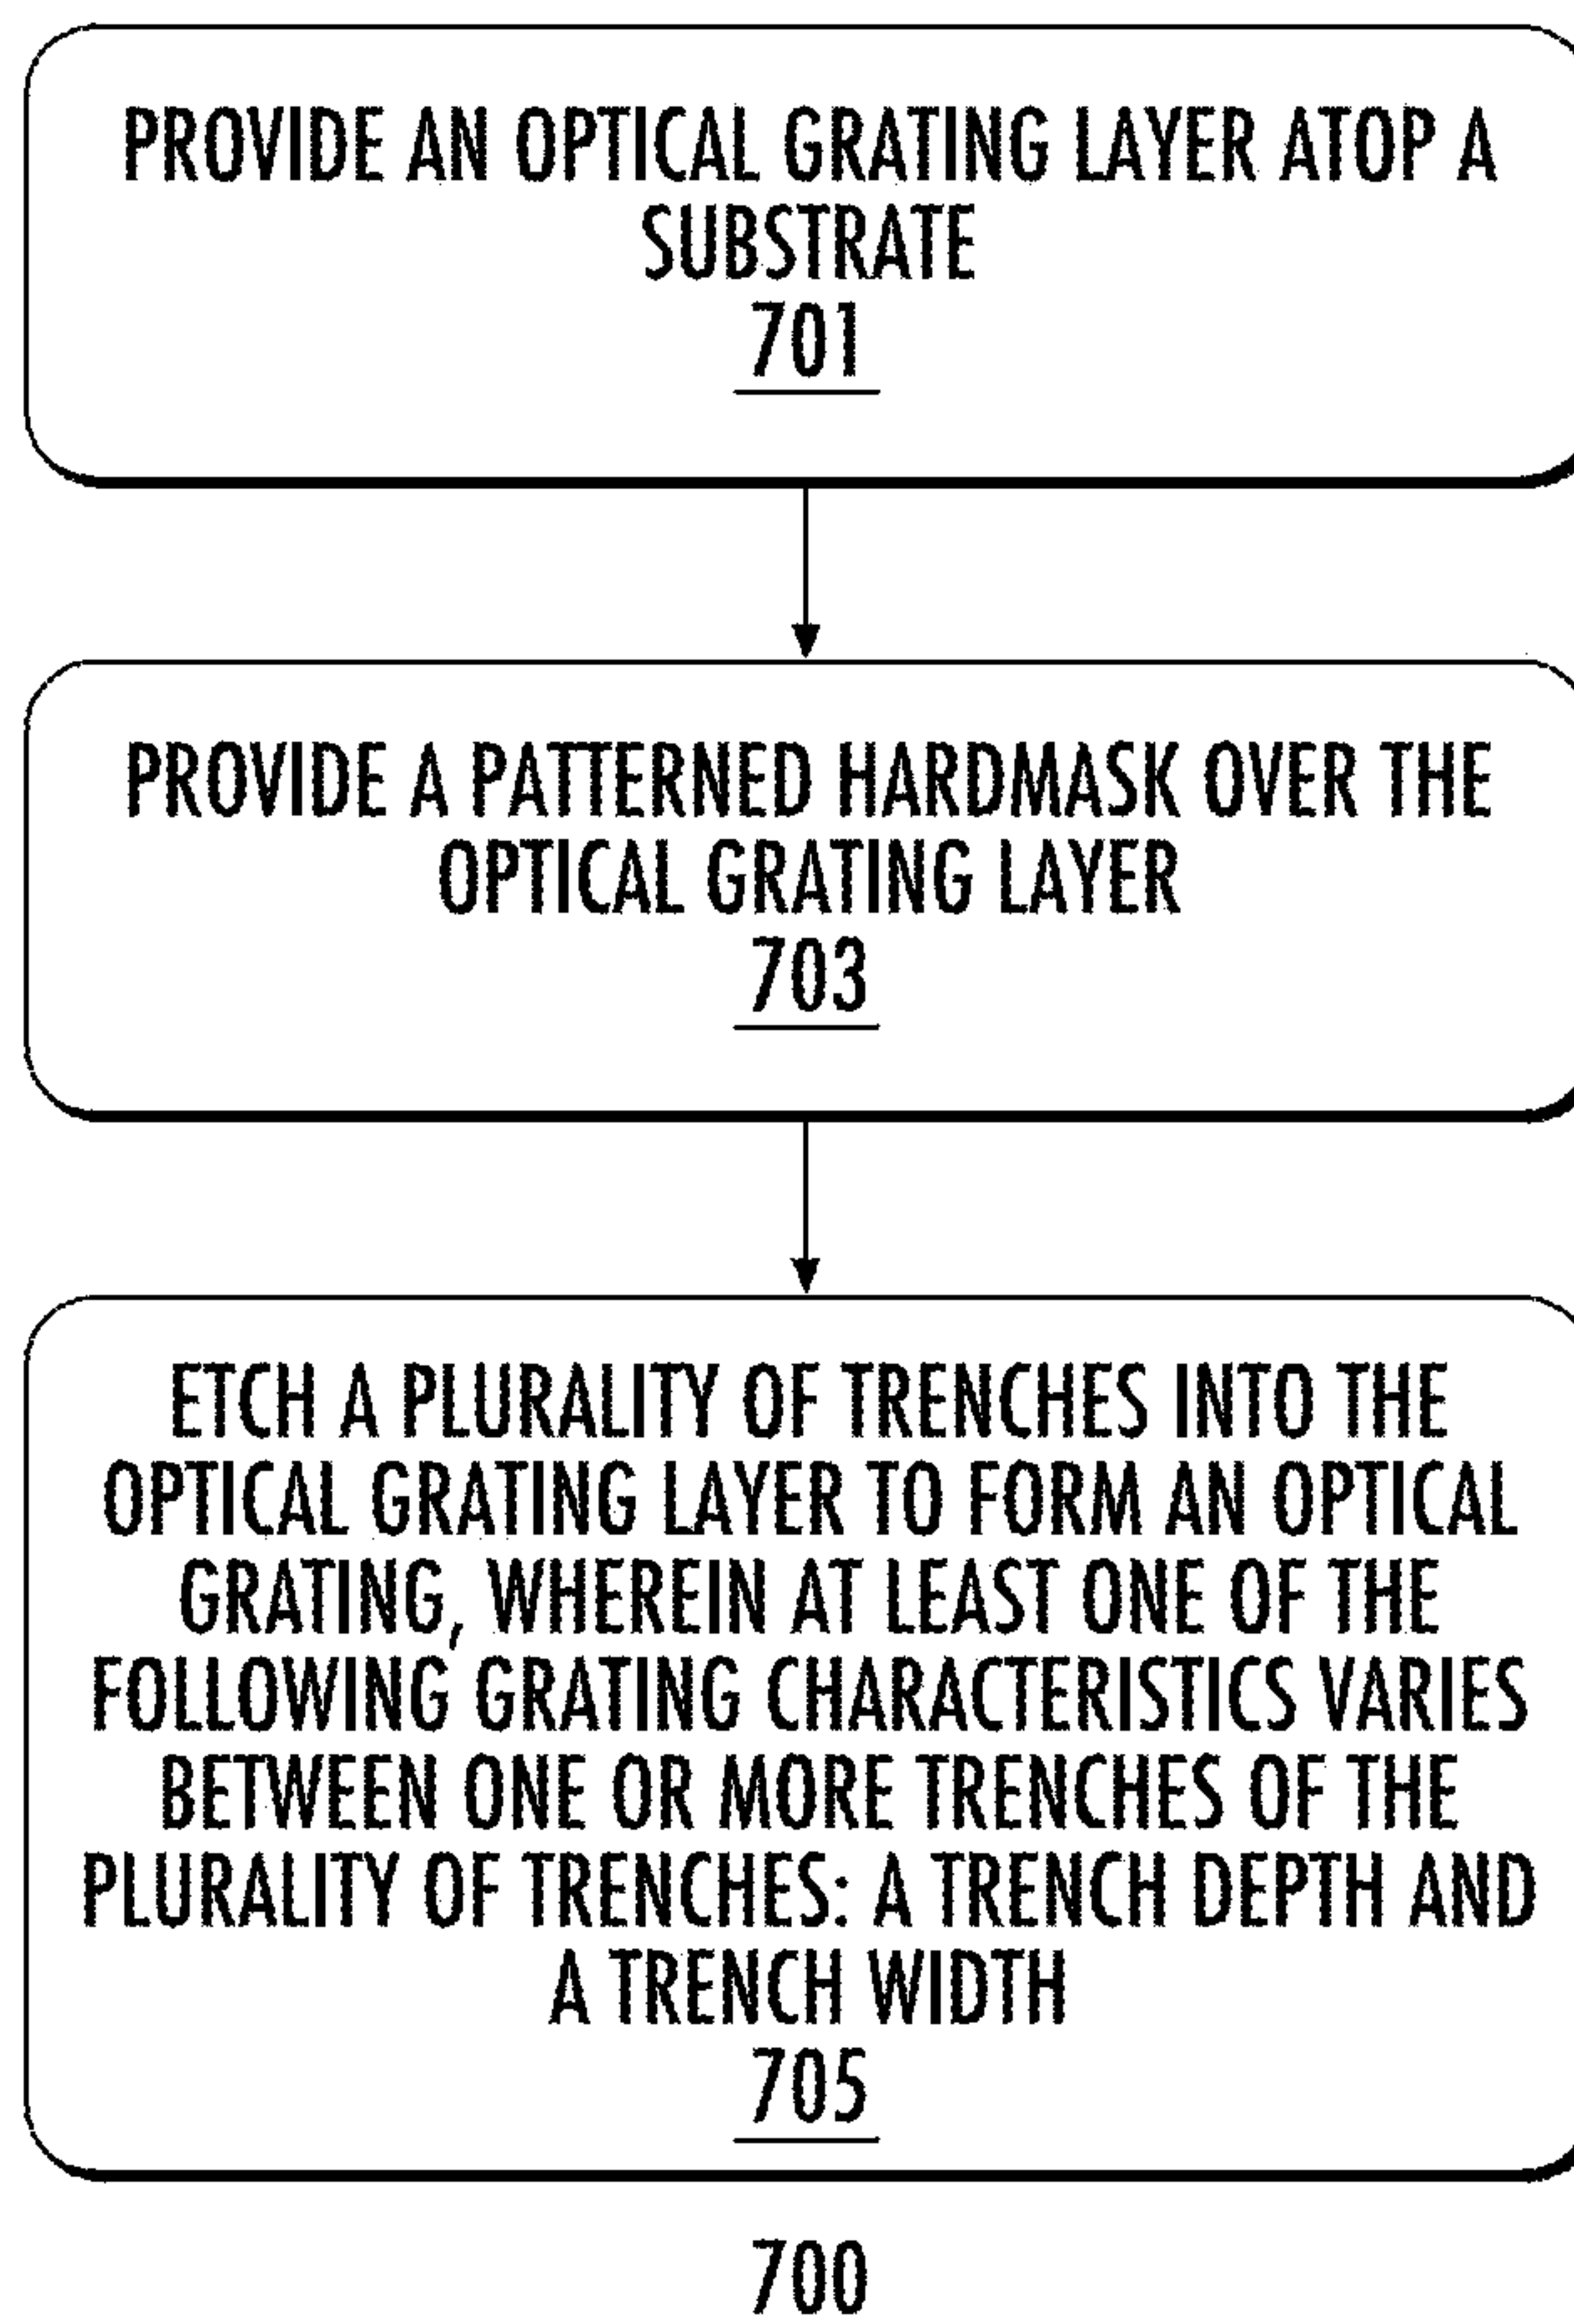 PROVIDE AN OPTICAL GRATING LAYER ATOP A
SUBSTRATE
701
PROVIDE A PATTERNED HARDMASK OVER THE
OPTICAL GRATING LAYER
703
ETCH A PLURALITY OF TRENCHES INTO THE
OPTICAL GRATING LAYER TO FORM AN OPTICAL
GRATING, WHEREIN AT LEAST ONE OF THE
FOLLOWING GRATING CHARACTERISTICS VARIES
BETWEEN ONE OR MORE TRENCHES OF THE
PLURALITY OF TRENCHES: A TRENCH DEPTH AND
A TRENCH WIDTH
705
700